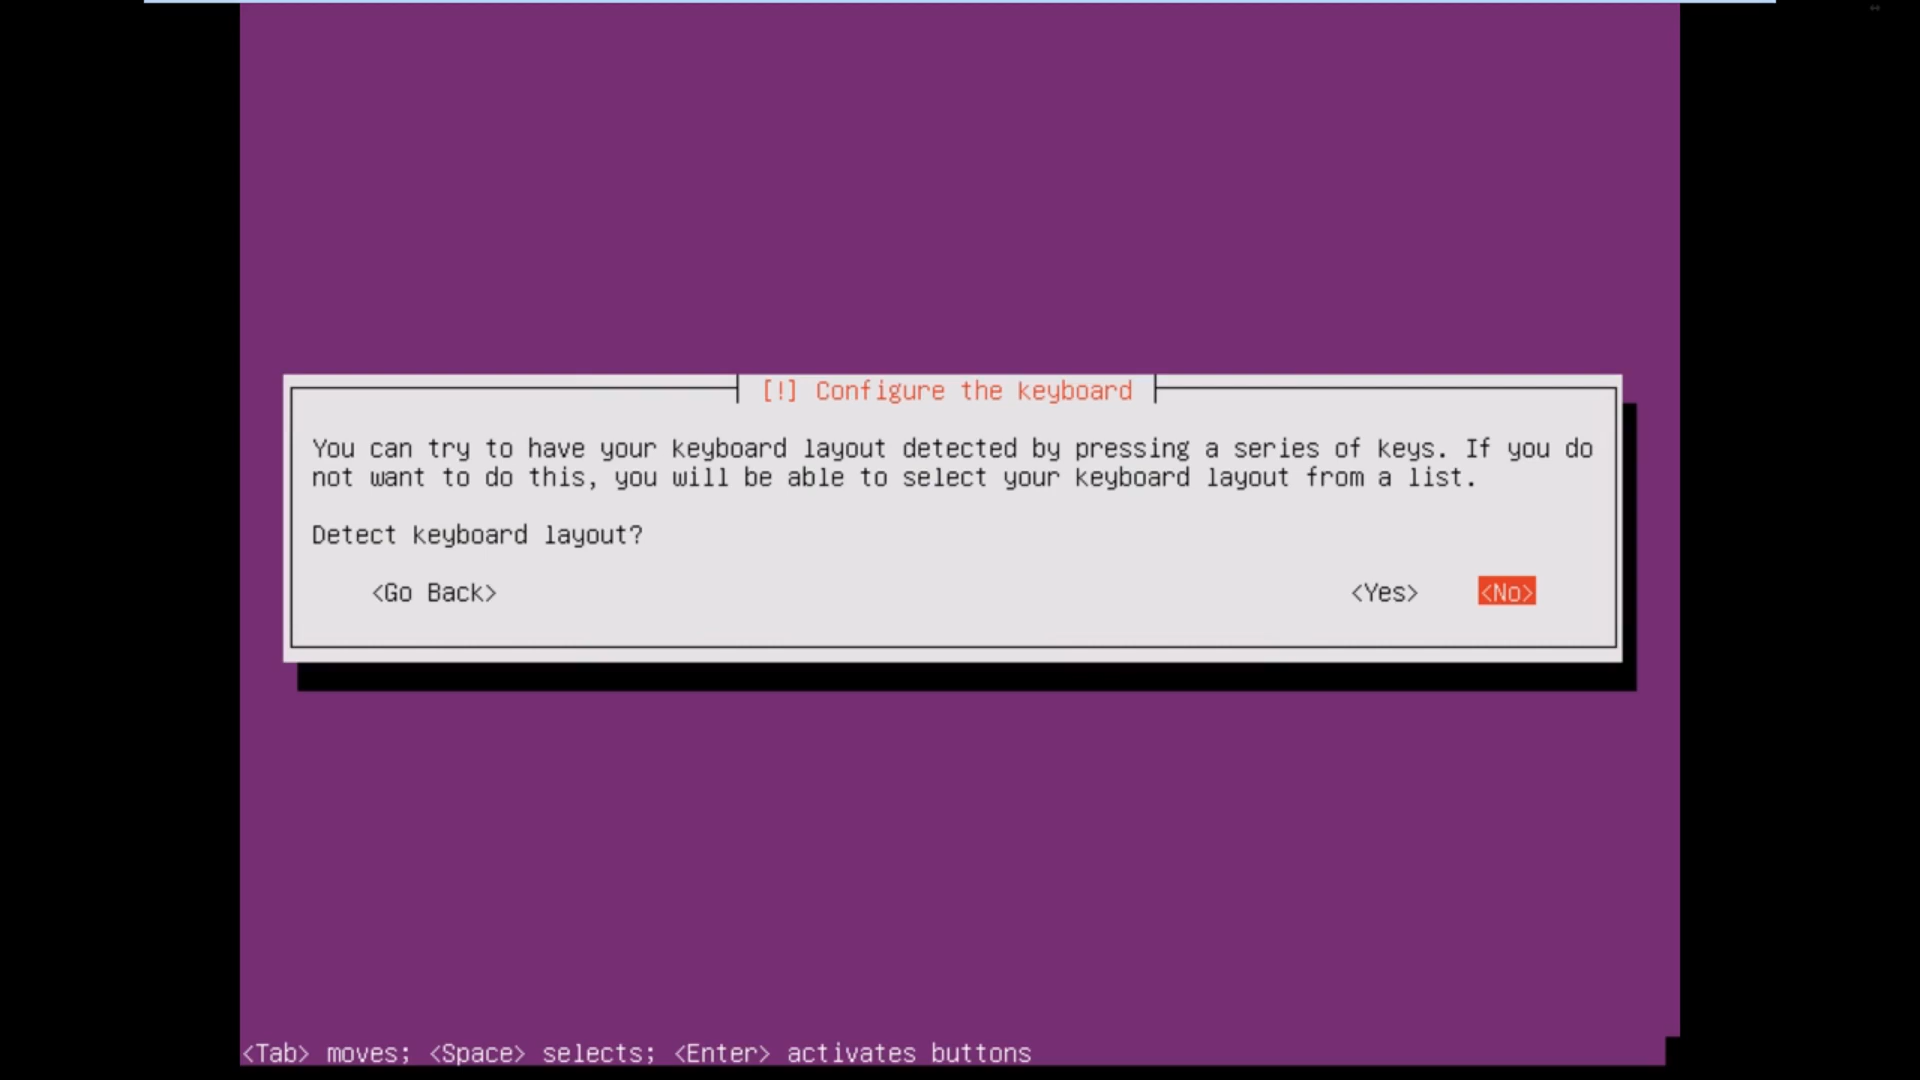 [!] Configure the keyboard
You can try to have your keyboard layout detected by pressing a series of keys. If you do
not want to do this, you will be able to select your keyboard layout from a list.
Detect keyboard layout?
<Go Back> <Yes> <No>
<Tab> moves; <Space> selects; <Enter> activates buttons